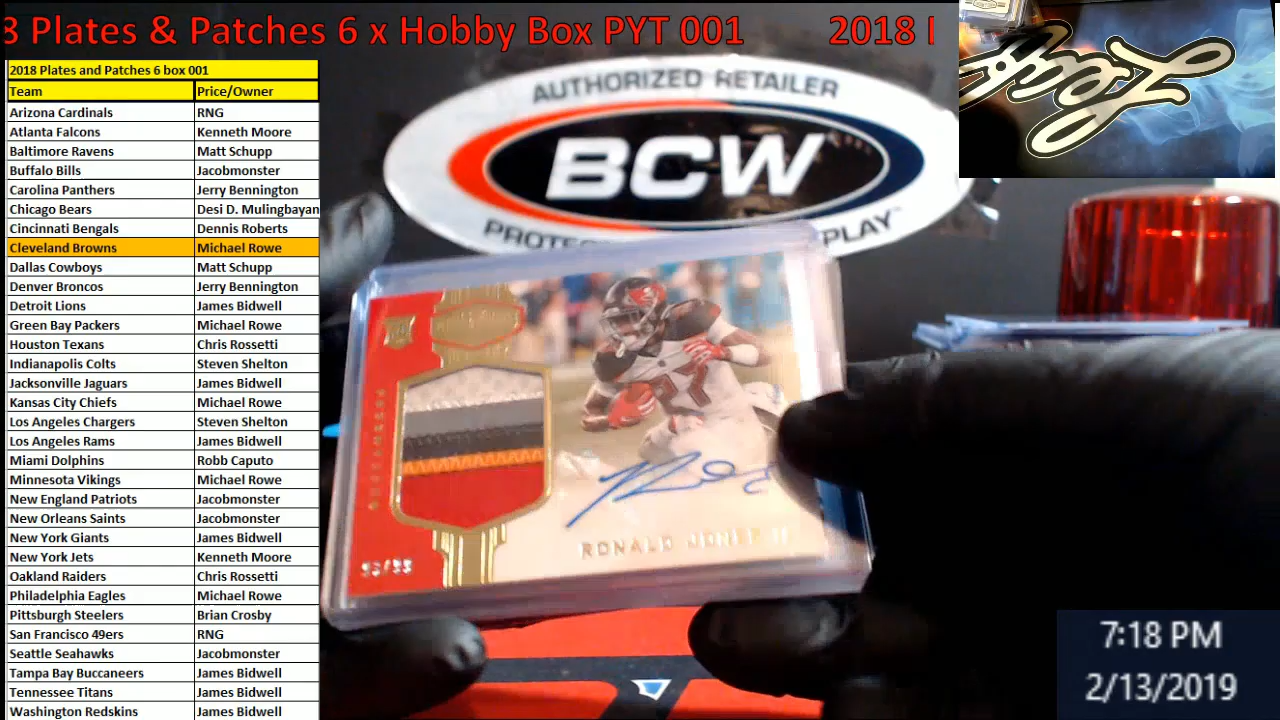 8 Plates & Patches 6 x Hobby Box PYT 001 2018
2018 Plates and Patches 6 box 001
Team Price/Owner
Arizona Cardinals RNG
Atlanta Falcons Kenneth Moore
Baltimore Ravens Matt Schupp
Buffalo Bills Jacobmonster
Carolina Panthers Jerry Bennington
Chicago Bears Desi D. Mulingbayan
Cincinnati Bengals Dennis Roberts
Cleveland Browns Michael Rowe
Dallas Cowboys Matt Schupp
Denver Broncos Jerry Bennington
Detroit Lions James Bidwell
Green Bay Packers Michael Rowe
Houston Texans Chris Rossetti
Indianapolis Colts Steven Shelton
Jacksonville Jaguars James Bidwell
Kansas City Chiefs Michael Rowe
Los Angeles Chargers Steven Shelton
Los Angeles Rams James Bidwell
Miami Dolphins Robb Caputo
Minnesota Vikings Michael Rowe
New England Patriots Jacobmonster
New Orleans Saints Jacobmonster
New York Giants James Bidwell
New York Jets Kenneth Moore
Oakland Raiders Chris Rossetti
Philadelphia Eagles Michael Rowe
Pittsburgh Steelers Brian Crosby
San Francisco 49ers RNG
Seattle Seahawks Jacobmonster
Tampa Bay Buccaneers James Bidwell
Tennessee Titans James Bidwell
Washington Redskins James Bidwell
AUTHORIZED RETAILER
BCW
PLAY
RONALD JONES II
7:18 PM
2/13/2019